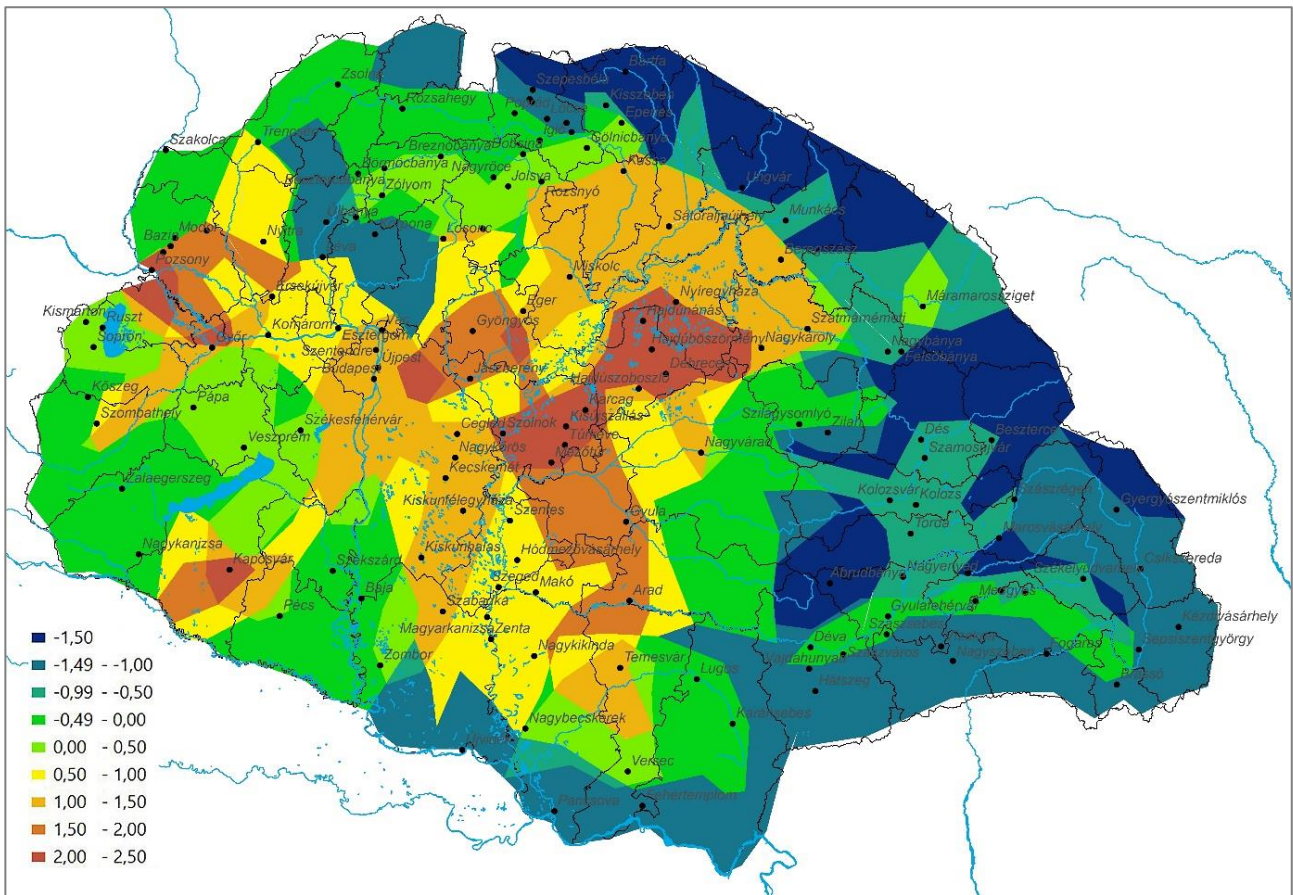 Bártfa
Szepesbéla
Zsolna
Kisszeben
Rózsahegy
Poprád
Lőcse
Eperjes
Szakolca
Trencsén
Igló
Gölnicbánya
Breznóbánya
Dobsina
Kassa
Körmöcbánya
Nagyrőce
Jolsva
Rozsnyó
Zólyom
Ungvár
Munkács
Sátoraljaújhely
Modor
Bazin
Nyitra
Korpona
Losonc
Léva
Beregszász
Pozsony
Miskolc
Érsekújvár
Nyíregyháza
Máramarossziget
Kismarton
Ruszt
Eger
Hajdúnánás
Szatmárnémeti
Sopron
Győr
Komárom
Vác
Gyöngyös
Esztergom
Hajdúböszörmény
Nagykároly
Nagybánya
Felsőbánya
Szentendre
Újpest
Budapest
Jászberény
Debrecen
Hajdúszoboszló
Kőszeg
Pápa
Karcag
Szombathely
Székesfehérvár
Cegléd
Szolnok
Kisújszállás
Szilágysomlyó
Zilah
Túrkeve
Dés
Beszterce
Veszprém
Nagykőrös
Mezőtúr
Nagyvárad
Szamosújvár
Kecskemét
Zalaegerszeg
Kiskunfélegyháza
Szentes
Gyula
Kolozsvár
Kolozs
Szászrégen
Gyergyószentmiklós
Torda
Marosvásárhely
Nagykanizsa
Kaposvár
Szekszárd
Kiskunhalas
Hódmezővásárhely
Abrudbánya
Nagyenyed
Székelyudvarhely
Csíkszereda
Baja
Szeged
Makó
Arad
Medgyes
Pécs
Szabadka
Gyulafehérvár
Szászsebes
Kézdivásárhely
Magyarkanizsa
Zenta
Déva
Fogaras
Sepsiszentgyörgy
Zombor
Nagykikinda
Temesvár
Lugos
Vajdahunyad
Szászváros
Nagyszeben
Hátszeg
Brassó
Nagybecskerek
Karánsebes
Újvidék
Versec
Pancsova
Fehértemplom
-1,50
-1,49 - -1,00
-0,99 - -0,50
-0,49 - 0,00
0,00 - 0,50
0,50 - 1,00
1,00 - 1,50
1,50 - 2,00
2,00 - 2,50